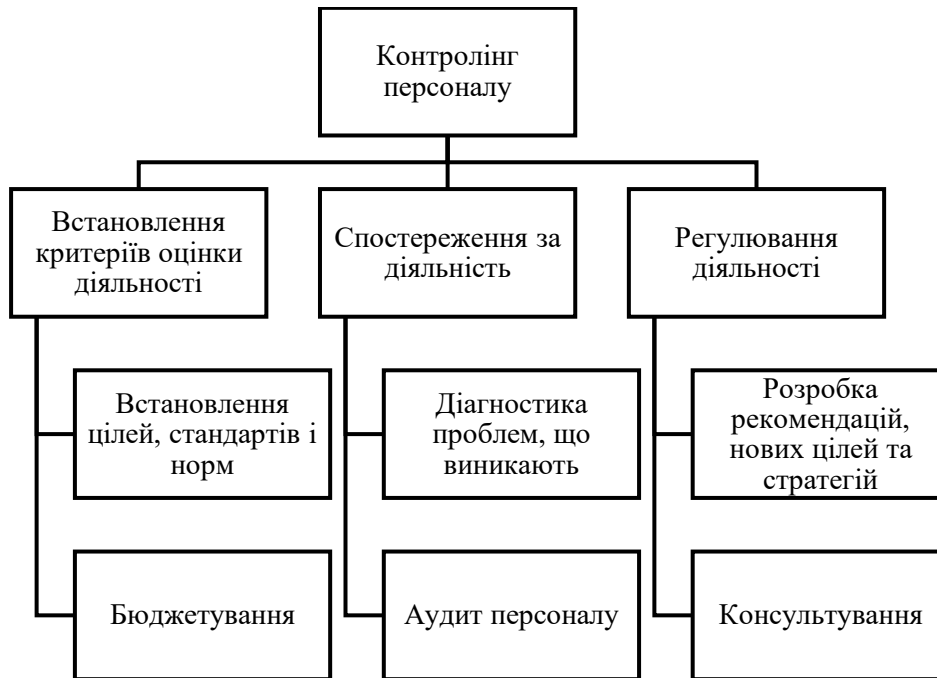 Контролінг
персоналу
Встановлення
критеріїв оцінки
діяльності
Спостереження за
діяльність
Регулювання
діяльності
Встановлення
цілей, стандартів і
норм
Діагностика
проблем, що
виникають
Розробка
рекомендацій,
нових цілей та
стратегій
Бюджетування
Аудит персоналу
Консультування